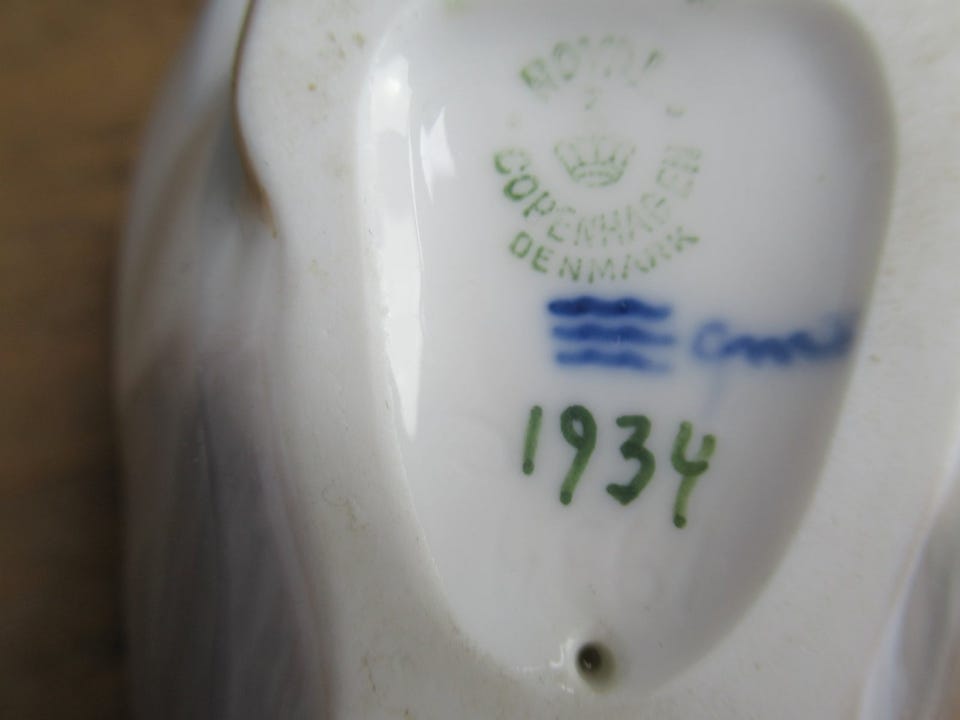 ROYAL
COPENHAGEN
DENMARK
1934